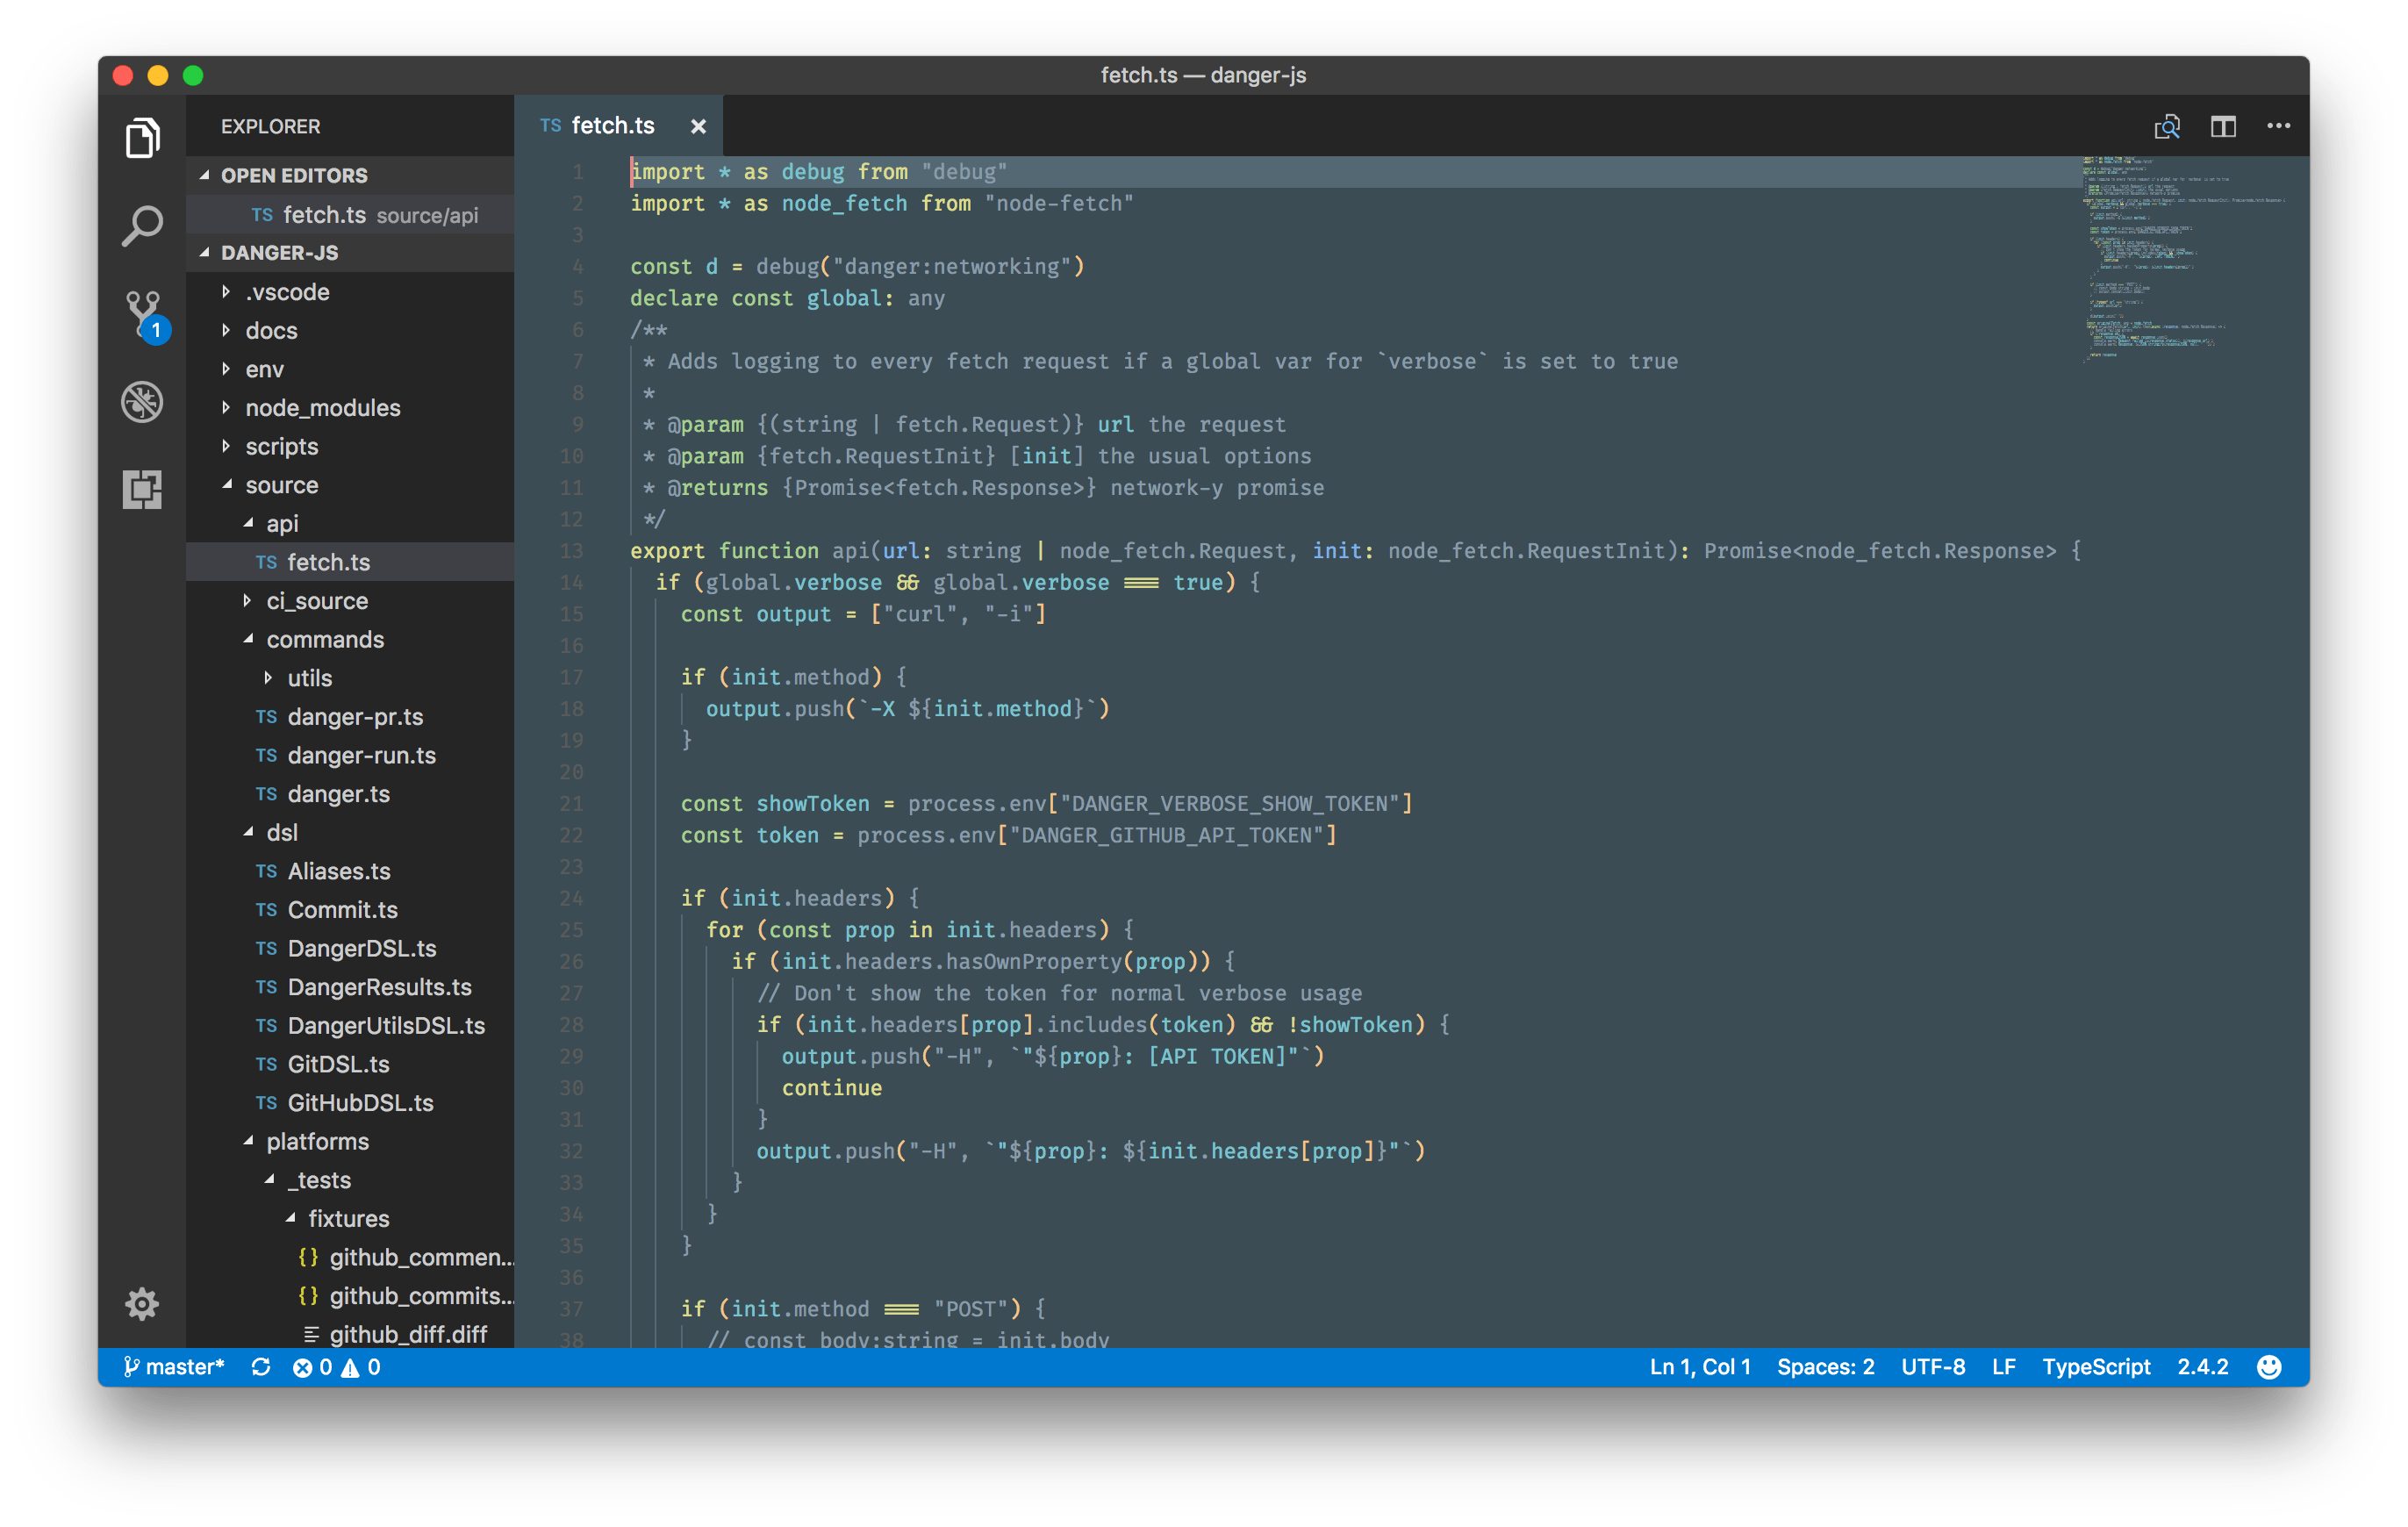 fetch.ts — danger-js
EXPLORER
OPEN EDITORS
TS fetch.ts source/api
DANGER-JS
.vscode
docs
env
node_modules
scripts
source
api
TS fetch.ts
ci_source
commands
utils
TS danger-pr.ts
TS danger-run.ts
TS danger.ts
dsl
TS Aliases.ts
TS Commit.ts
TS DangerDSL.ts
TS DangerResults.ts
TS DangerUtilsDSL.ts
TS GitDSL.ts
TS GitHubDSL.ts
platforms
_tests
fixtures
{} github_commen...
{} github_commits...
github_diff.diff
1
TS fetch.ts ×
1 import * as debug from "debug"
2 import * as node_fetch from "node-fetch"
3
4 const d = debug("danger:networking")
5 declare const global: any
6 /**
7 * Adds logging to every fetch request if a global var for `verbose` is set to true
8 *
9 * @param {(string | fetch.Request)} url the request
10 * @param {fetch.RequestInit} [init] the usual options
11 * @returns {Promise<fetch.Response>} network-y promise
12 */
13 export function api(url: string | node_fetch.Request, init: node_fetch.RequestInit): Promise<node_fetch.Response> {
14 if (global.verbose && global.verbose === true) {
15 const output = ["curl", "-i"]
16
17 if (init.method) {
18 output.push(`-X ${init.method}`)
19 }
20
21 const showToken = process.env["DANGER_VERBOSE_SHOW_TOKEN"]
22 const token = process.env["DANGER_GITHUB_API_TOKEN"]
23
24 if (init.headers) {
25 for (const prop in init.headers) {
26 if (init.headers.hasOwnProperty(prop)) {
27 // Don't show the token for normal verbose usage
28 if (init.headers[prop].includes(token) && !showToken) {
29 output.push("-H", `"${prop}: [API TOKEN]"`)
30 continue
31 }
32 output.push("-H", `"${prop}: ${init.headers[prop]}"`)
33 }
34 }
35 }
36
37 if (init.method === "POST") {
38 // const body:string = init.body
master* 0 0
Ln 1, Col 1 Spaces: 2 UTF-8 LF TypeScript 2.4.2